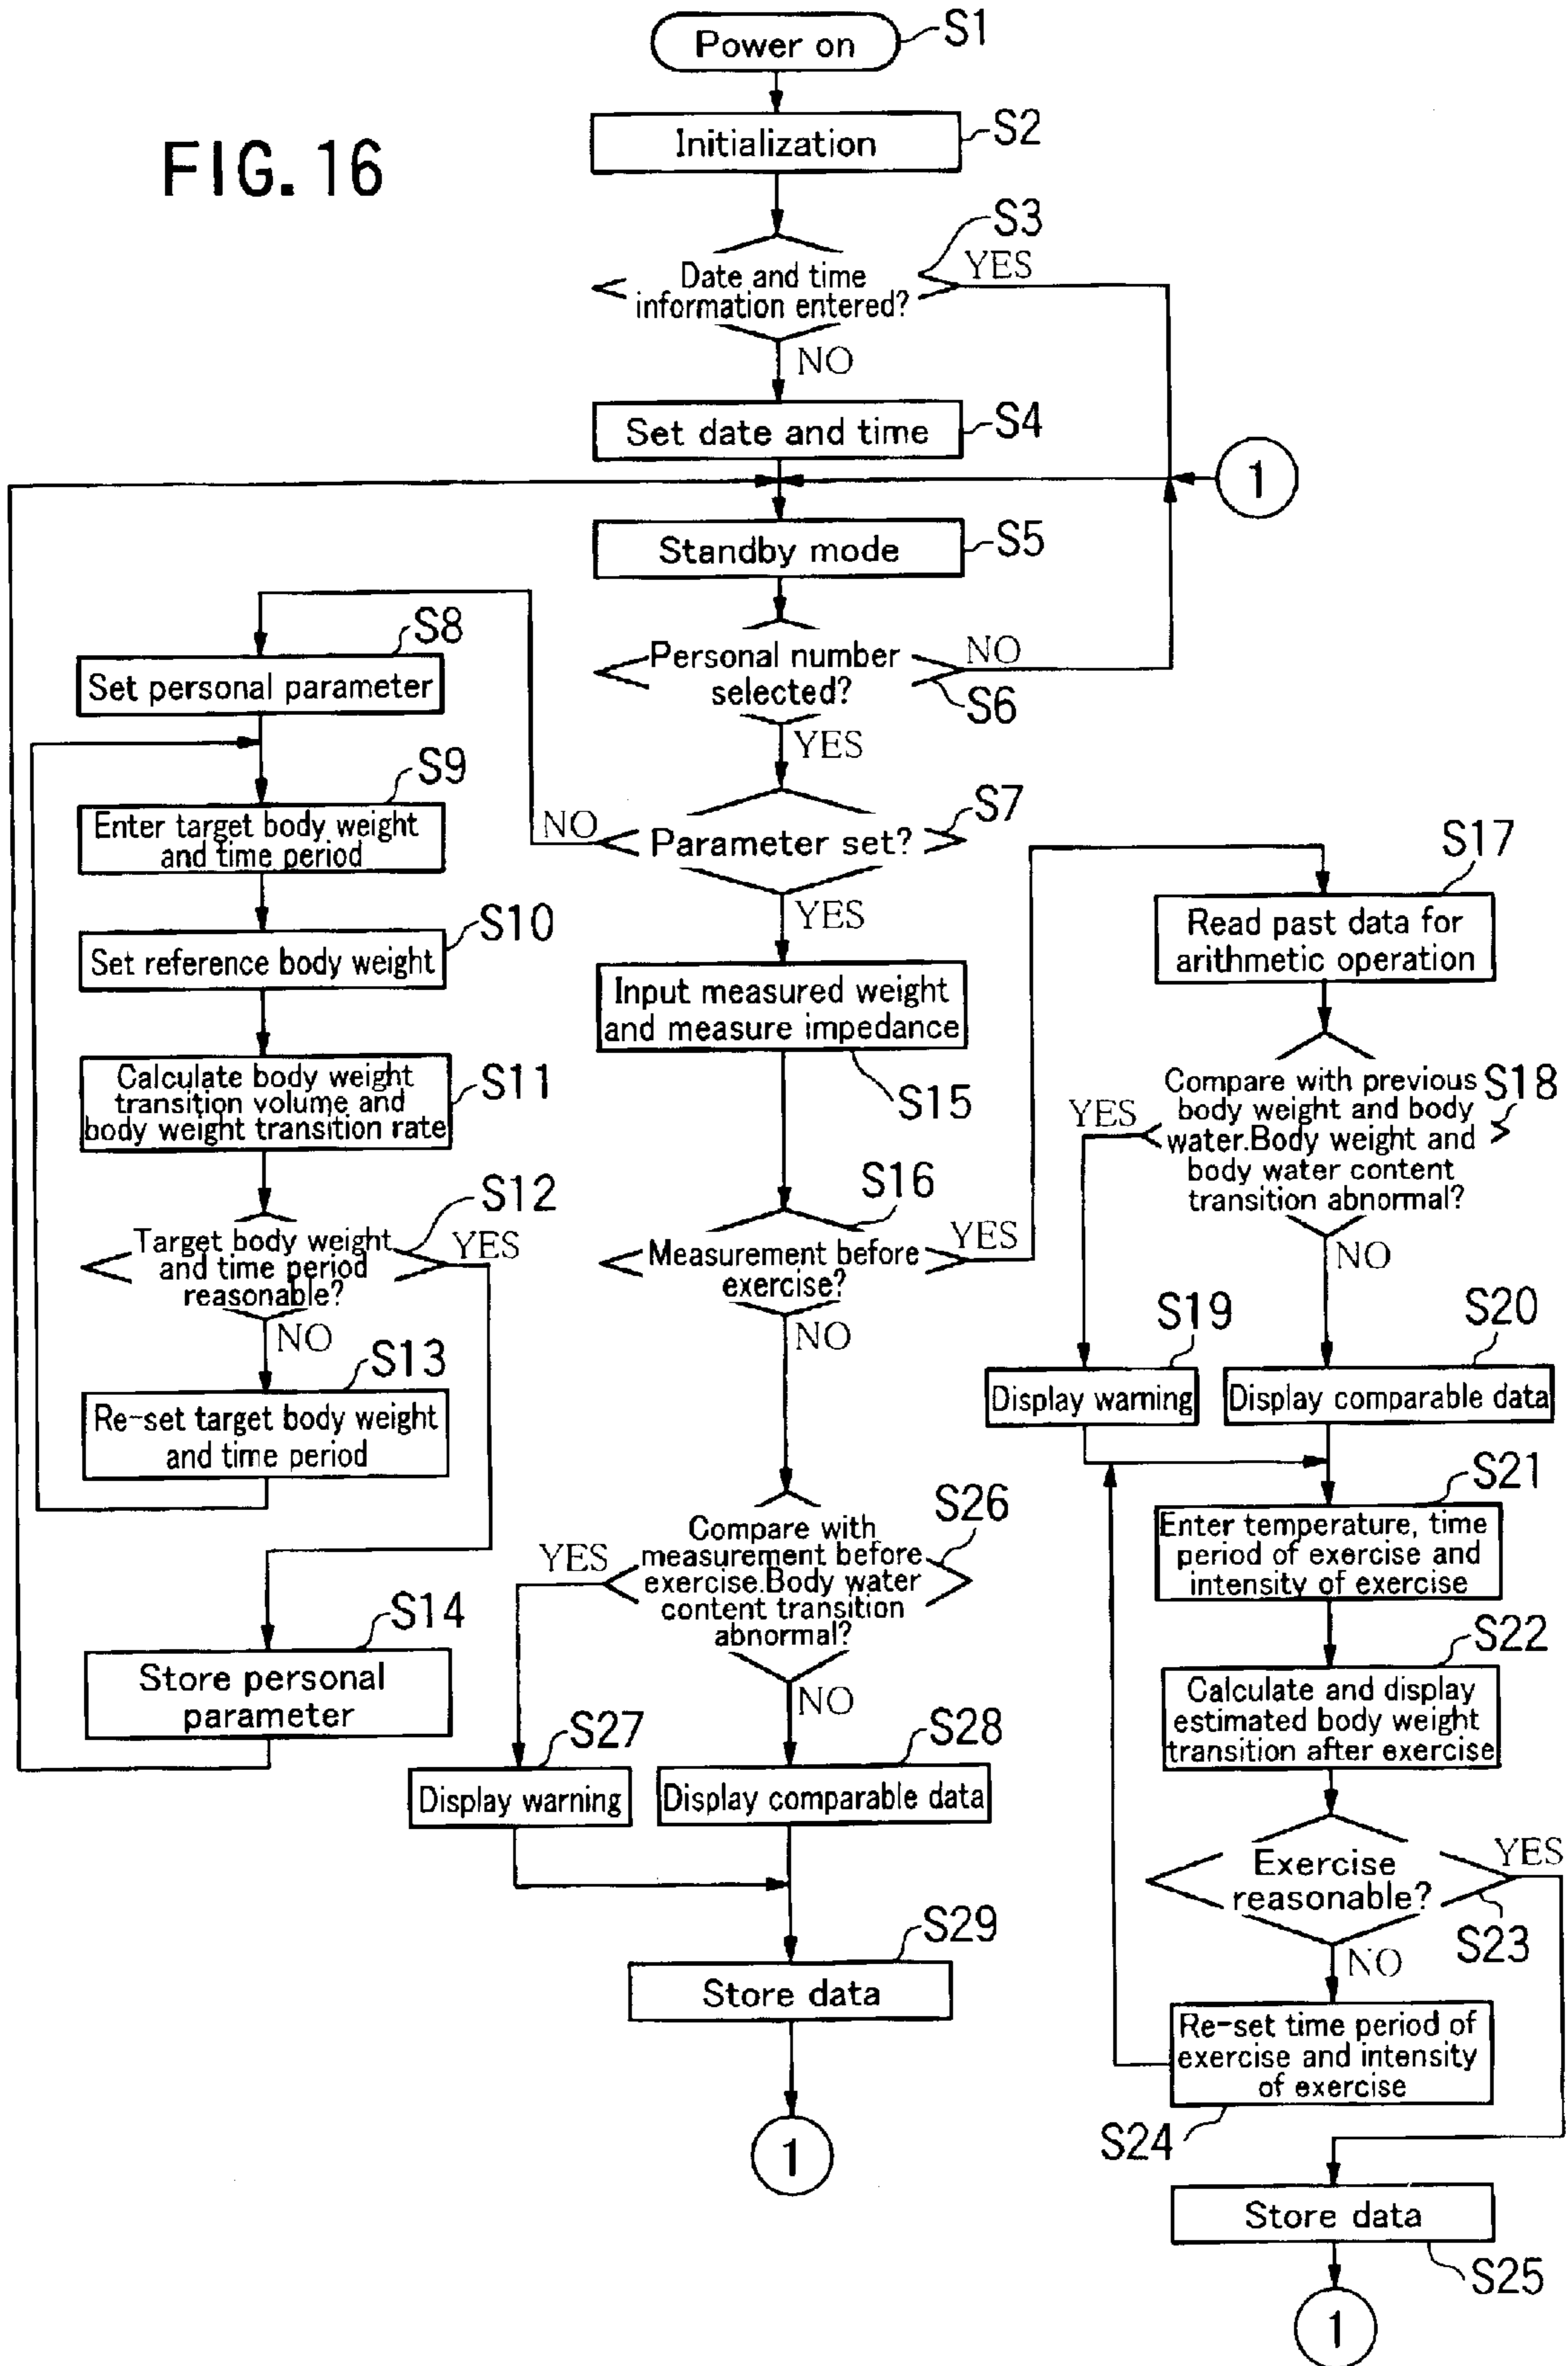 FIG. 16
Power on
S1
Initialization
S2
S3
Date and time
information entered?
YES
NO
Set date and time
S4
1
Standby mode
S5
Personal number
selected?
NO
S6
YES
Parameter set?
S7
NO
YES
S8
Set personal parameter
S9
Enter target body weight
and time period
S10
Set reference body weight
S11
Calculate body weight
transition volume and
body weight transition rate
S12
Target body weight
and time period
reasonable?
YES
NO
S13
Re-set target body weight
and time period
S14
Store personal
parameter
Input measured weight
and measure impedance
S15
S16
Measurement before
exercise?
YES
NO
S17
Read past data for
arithmetic operation
S18
Compare with previous
body weight and body
water.Body weight and
body water content
transition abnormal?
YES
NO
S19
Display warning
S20
Display comparable data
S21
Enter temperature, time
period of exercise and
intensity of exercise
S22
Calculate and display
estimated body weight
transition after exercise
Exercise
reasonable?
YES
S23
NO
Re-set time period of
exercise and intensity
of exercise
S24
Store data
S25
1
S26
Compare with
measurement before
exercise.Body water
content transition
abnormal?
YES
NO
S27
Display warning
S28
Display comparable data
S29
Store data
1